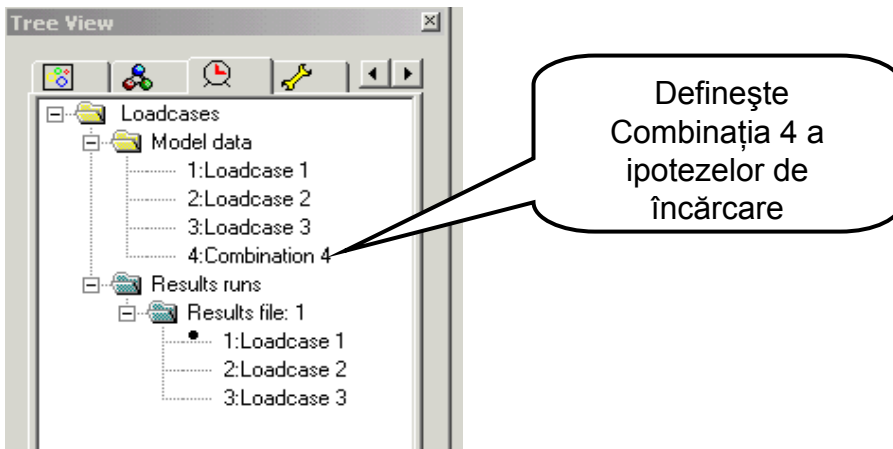 Tree View
Loadcases
Model data
1:Loadcase 1
2:Loadcase 2
3:Loadcase 3
4:Combination 4
Results runs
Results file: 1
1:Loadcase 1
2:Loadcase 2
3:Loadcase 3
Defineşte
Combinaţia 4 a
ipotezelor de
încărcare